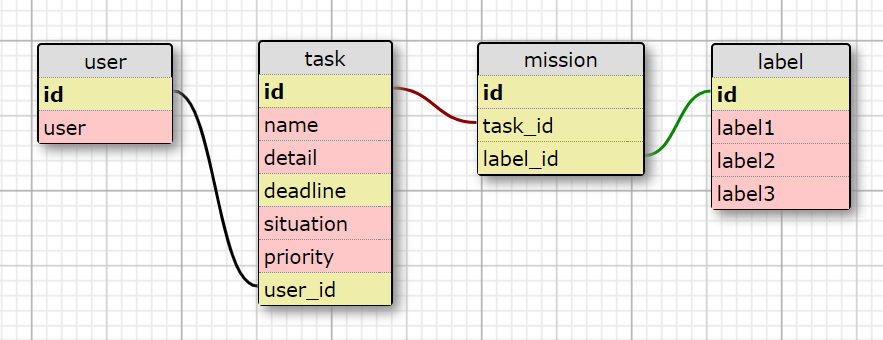 user
id
user
task
id
name
detail
deadline
situation
priority
user_id
mission
id
task_id
label_id
label
id
label1
label2
label3